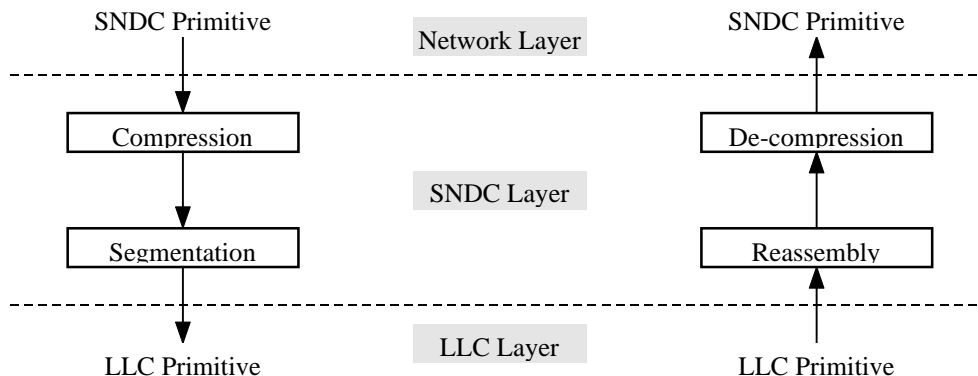 SNDC Primitive
Network Layer
SNDC Primitive
Compression
De-compression
SNDC Layer
Segmentation
Reassembly
LLC Layer
LLC Primitive
LLC Primitive